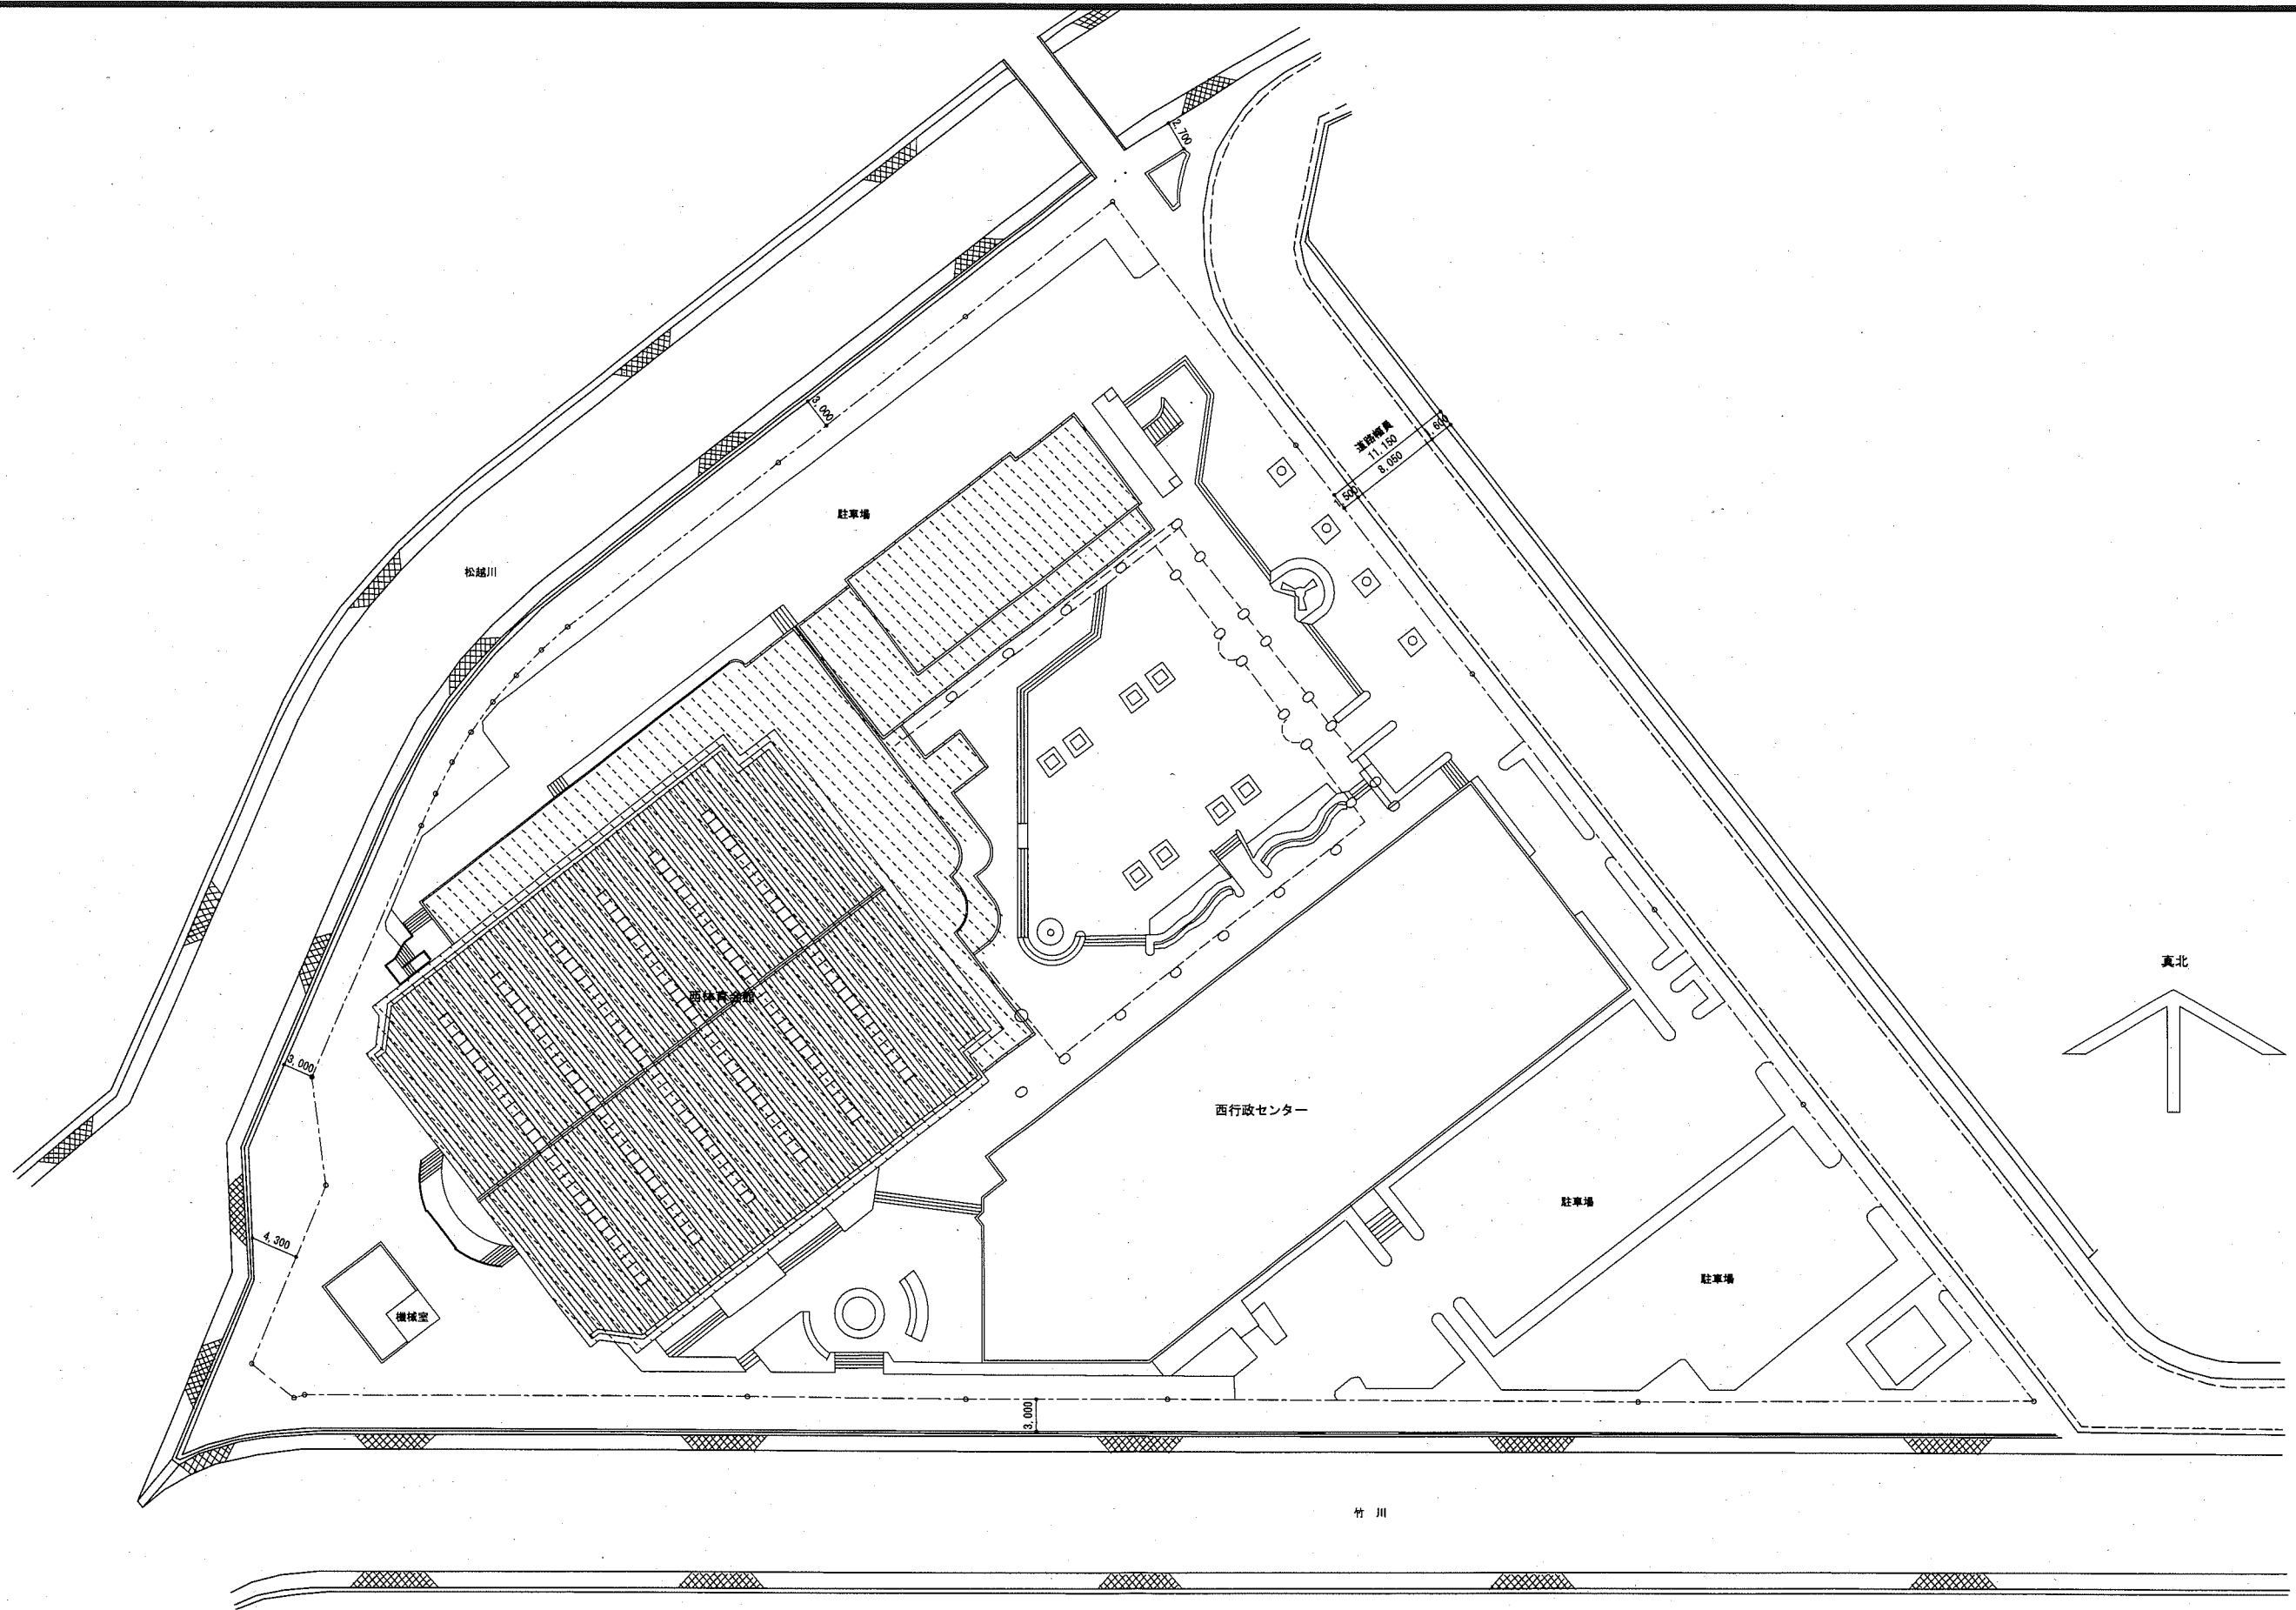 2,700
3,000
道路幅員
11,150
8,050
1,600
1,500
駐車場
松越川
真北
西体育会館
3,000
西行政センター
駐車場
4,300
駐車場
機械室
3,000
竹 川